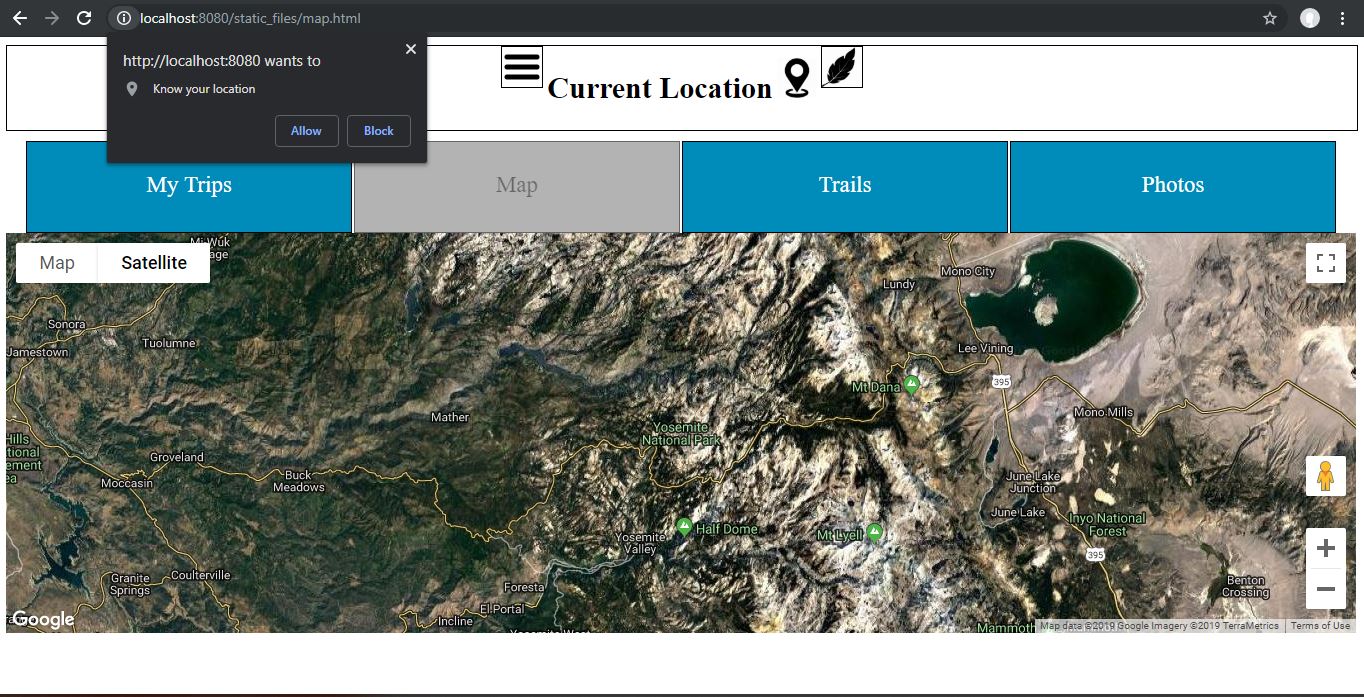 localhost:8080/static_files/map.html
http://localhost:8080 wants to
Know your location
Allow
Block
Current Location
My Trips
Map
Trails
Photos
Map
Satellite
Mi-Wúk
age
Mono City
Lundy
Sonora
Jamestown
Tuolumne
Lee Vining
395
Mt Dana
Mather
Mono Mills
Yosemite
National Park
Hills
tional
ement
ea
Groveland
Moccasin
Buck
Meadows
June Lake
Junction
June Lake
Inyo National
Forest
Half Dome
Mt Lyell
Yosemite
Valley
395
Granite
Springs
Coulterville
Foresta
Benton
Crossing
El Portal
Incline
Yosemite West
Mammoth
Google
Map data ©2019 Google Imagery ©2019 TerraMetrics
Terms of Use